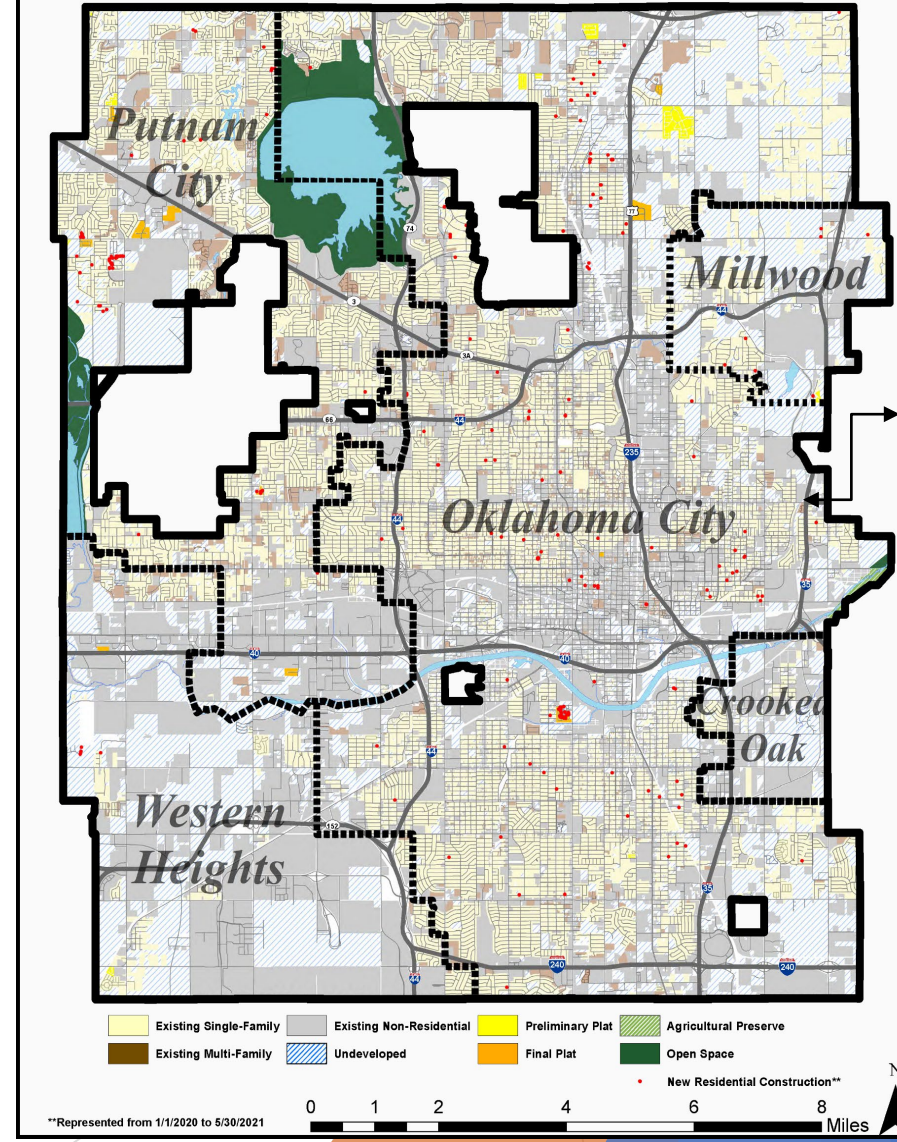 Putnam
City
74
77
Millwood
3
44
3A
66
44
235
Oklahoma City
44
35
40
40
Crooked
Oak
44
Western
Heights
152
35
240
240
44
Existing Single-Family
Existing Non-Residential
Preliminary Plat
Agricultural Preserve
Existing Multi-Family
Undeveloped
Final Plat
Open Space
New Residential Construction**
N
**Represented from 1/1/2020 to 5/30/2021
0 1 2 4 6 8
Miles